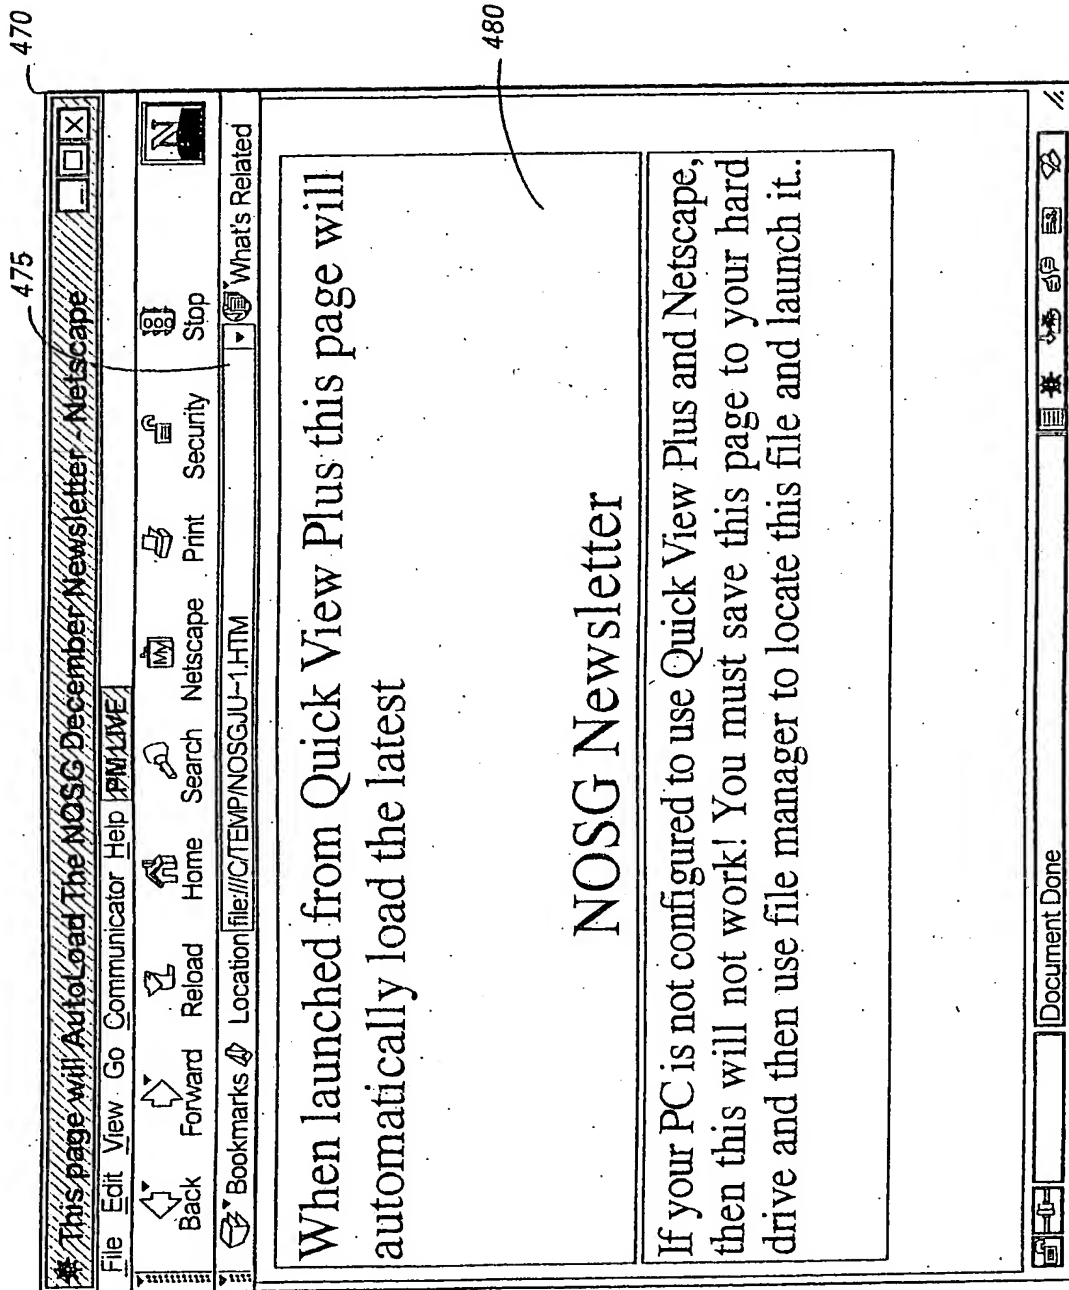 470
475
This page will AutoLoad The NOSG December Newsletter - Netscape
File Edit View Go Communicator Help PM LIVE
N
Back Forward Reload Home Search Netscape Print Security Stop
Bookmarks Location file:///C/TEMP/NOSGJU~1.HTM What's Related
When launched from Quick View Plus this page will
automatically load the latest
480
NOSG Newsletter
If your PC is not configured to use Quick View Plus and Netscape,
then this will not work! You must save this page to your hard
drive and then use file manager to locate this file and launch it.
Document Done